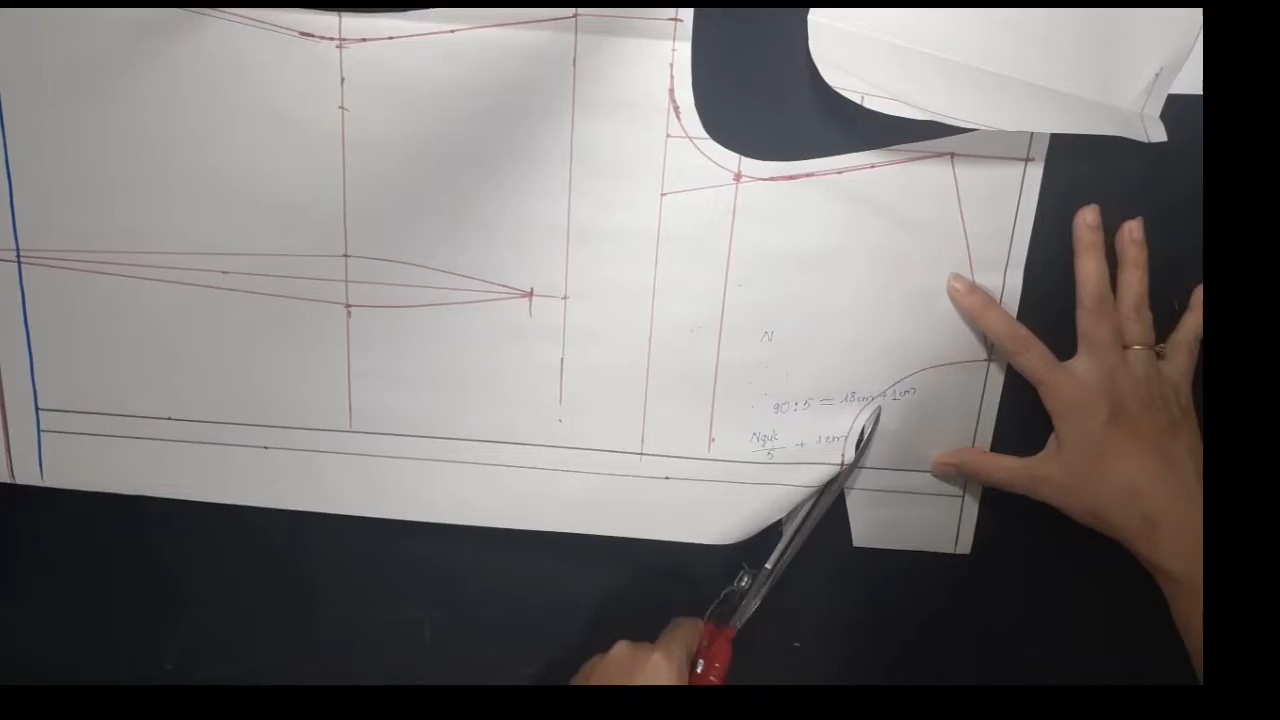 N
90:5 = 18cm+1cm
Ngực/5 + 1cm